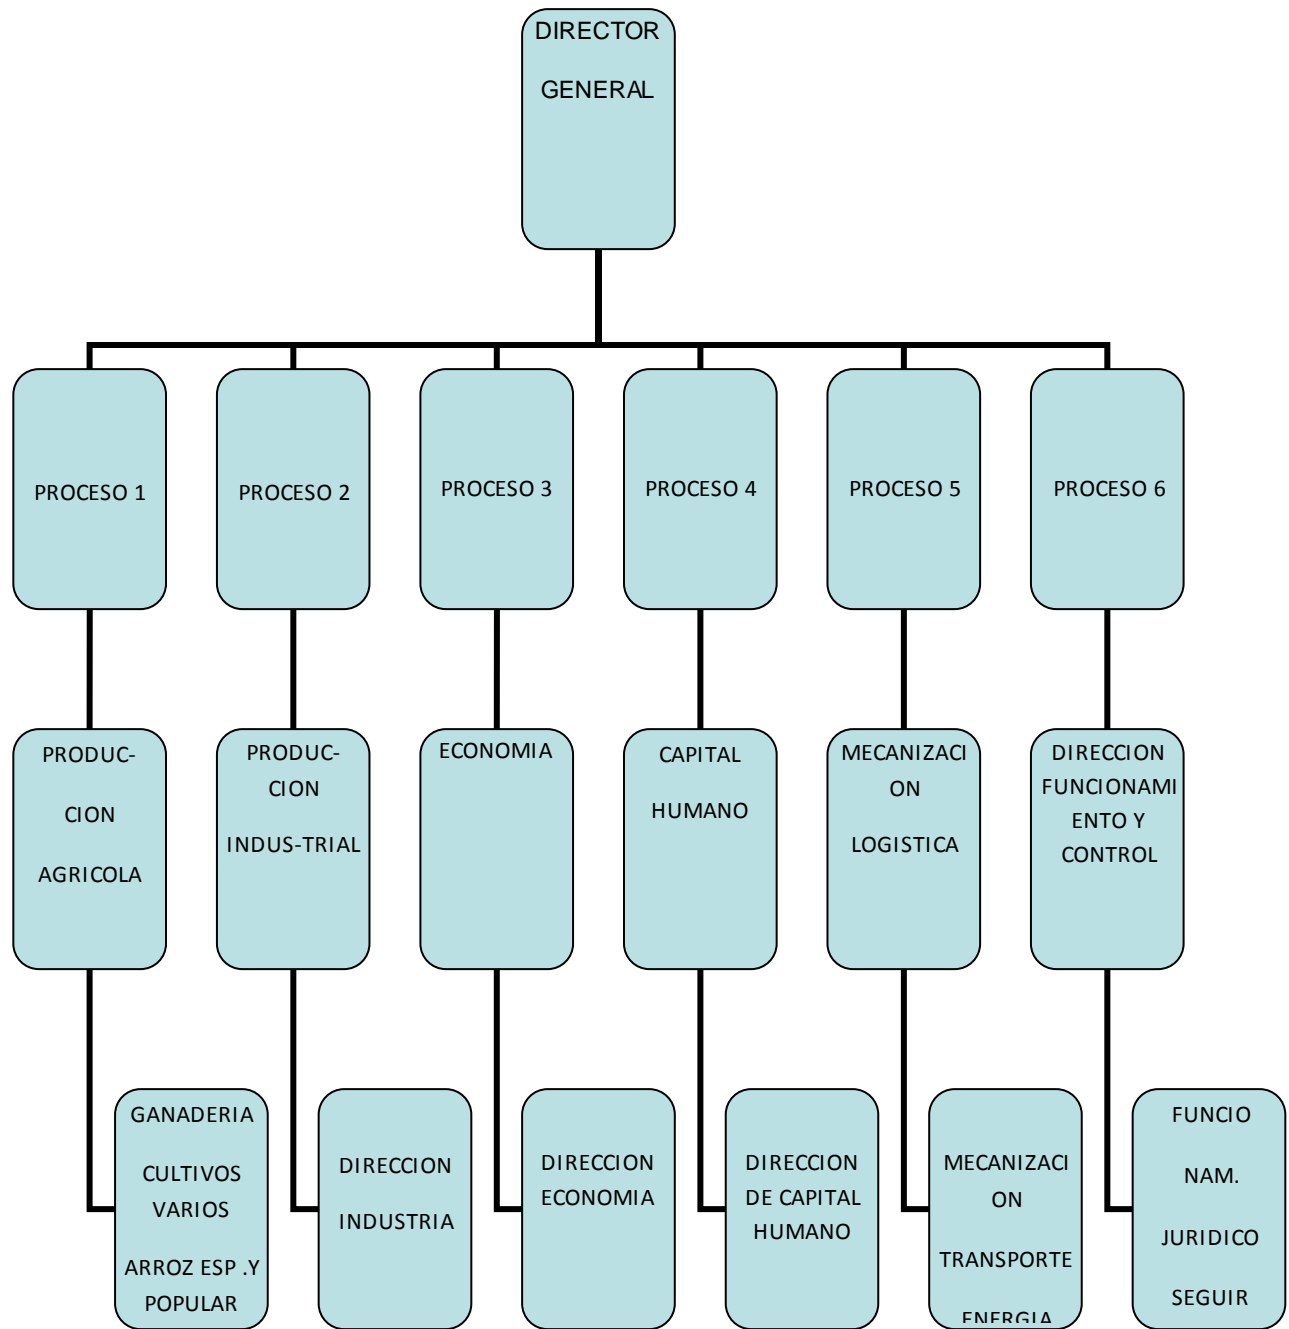 DIRECTOR
GENERAL
PROCESO 1
PROCESO 2
PROCESO 3
PROCESO 4
PROCESO 5
PROCESO 6
PRODUC-
CION
AGRICOLA
PRODUC-
CION
INDUS-TRIAL
ECONOMIA
CAPITAL
HUMANO
MECANIZACI
ON
LOGISTICA
DIRECCION
FUNCIONAMI
ENTO Y
CONTROL
GANADERIA
CULTIVOS
VARIOS
ARROZ ESP .Y
POPULAR
DIRECCION
INDUSTRIA
DIRECCION
ECONOMIA
DIRECCION
DE CAPITAL
HUMANO
MECANIZACI
ON
TRANSPORTE
ENERGIA
FUNCIO
NAM.
JURIDICO
SEGUIR